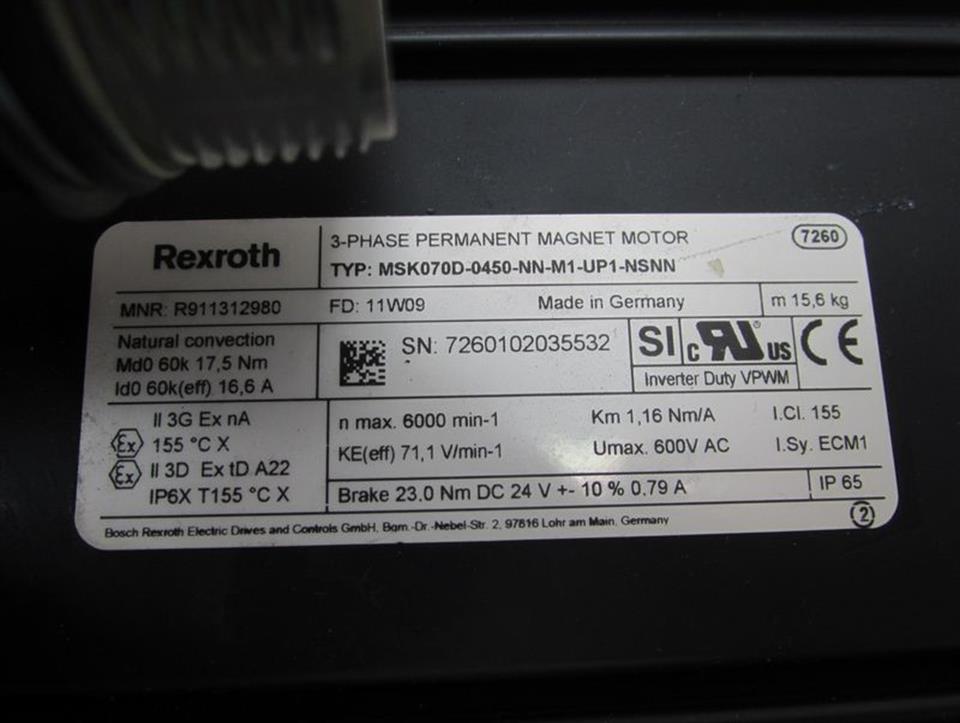 Rexroth
3-PHASE PERMANENT MAGNET MOTOR
7260
TYP: MSK070D-0450-NN-M1-UP1-NSNN
MNR: R911312980
FD: 11W09
Made in Germany
m 15,6 kg
Natural convection
Md0 60k 17,5 Nm
Id0 60k(eff) 16,6 A
SN: 7260102035532
SI
c RU® US
CE
Inverter Duty VPWM
II 3G Ex nA
Ex 155 °C X
Ex II 3D Ex tD A22
IP6X T155 °C X
n max. 6000 min-1
Km 1,16 Nm/A
I.Cl. 155
KE(eff) 71,1 V/min-1
Umax. 600V AC
I.Sy. ECM1
Brake 23.0 Nm DC 24 V +- 10 % 0.79 A
IP 65
Bosch Rexroth Electric Drives and Controls GmbH, Bgm.-Dr.-Nebel-Str. 2, 97816 Lohr am Main, Germany
2